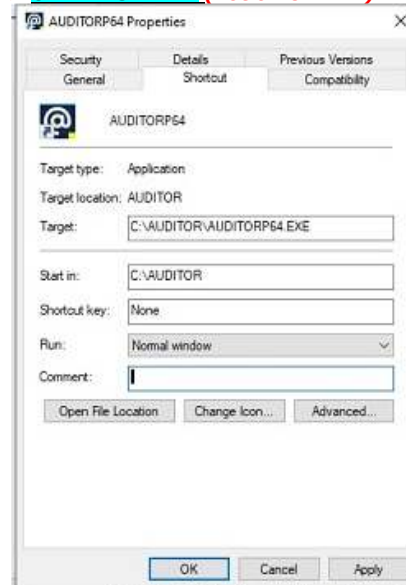 AUDITORP64 Properties
Security Details Previous Versions
General Shortcut Compatibility
AUDITORP64
Target type: Application
Target location: AUDITOR
Target: C:\AUDITOR\AUDITORP64.EXE
Start in: C:\AUDITOR
Shortcut key: None
Run: Normal window
Comment:
Open File Location Change Icon... Advanced...
OK Cancel Apply